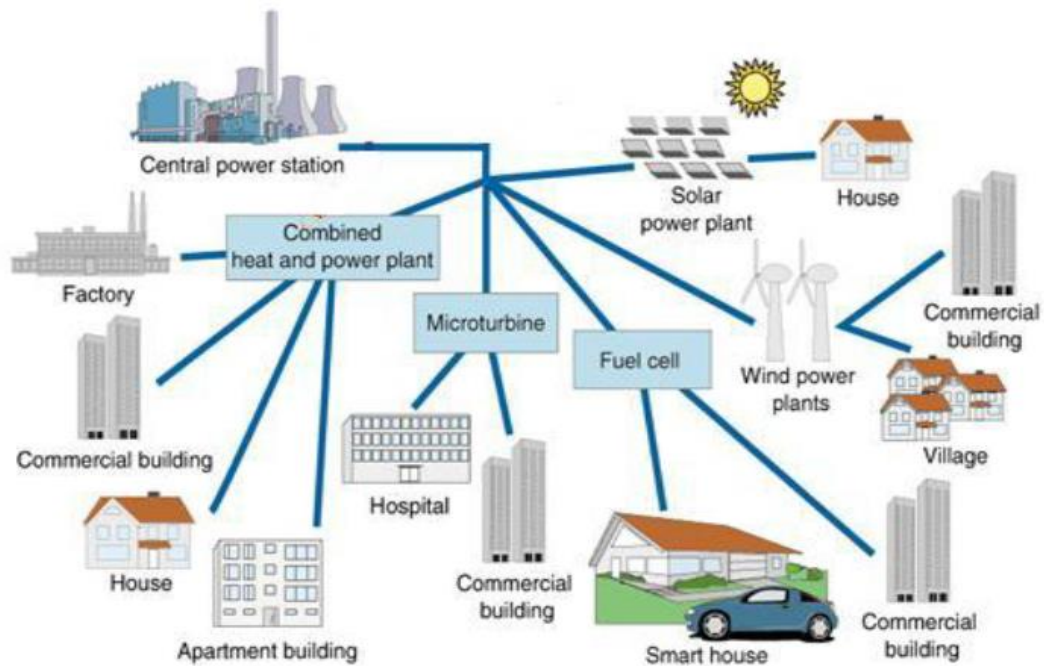 Central power station
Solar
power plant
House
Combined
heat and power plant
Factory
Commercial
building
Microturbine
Fuel cell
Wind power
plants
Village
Commercial building
Hospital
House
Commercial
building
Commercial
building
Apartment building
Smart house